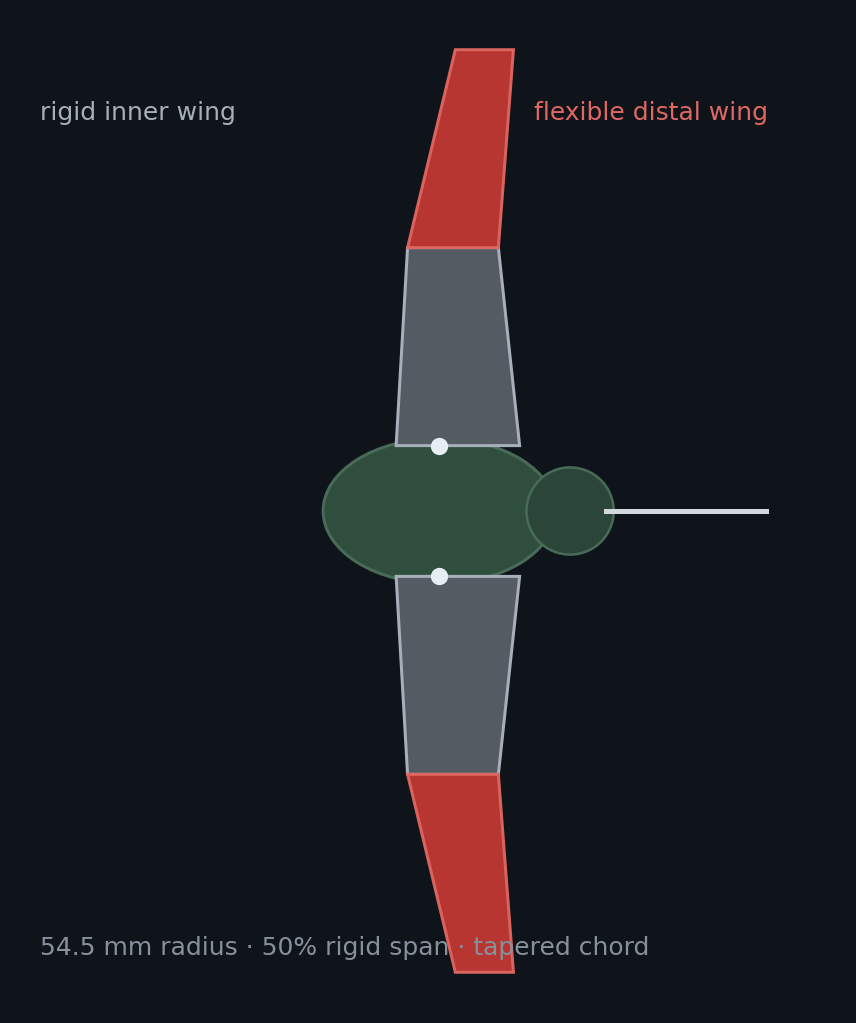 rigid inner wing
flexible distal wing
54.5 mm radius · 50% rigid span · tapered chord